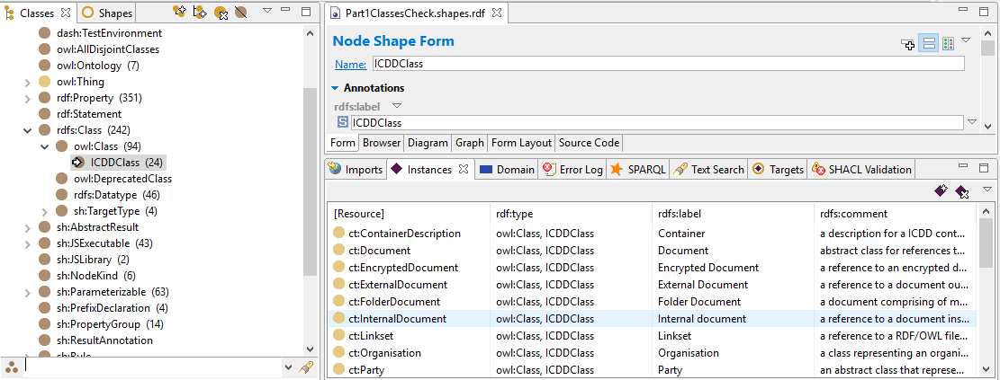 Classes Shapes
dash:TestEnvironment
owl:AllDisjointClasses
owl:Ontology (7)
owl:Thing
rdf:Property (351)
rdf:Statement
rdfs:Class (242)
owl:Class (94)
ICDDClass (24)
owl:DeprecatedClass
rdfs:Datatype (46)
sh:TargetType (4)
sh:AbstractResult
sh:JSExecutable (43)
sh:JSLibrary (2)
sh:NodeKind (6)
sh:Parameterizable (63)
sh:PrefixDeclaration (4)
sh:PropertyGroup (14)
sh:ResultAnnotation
sh:Rule
Part1ClassesCheck.shapes.rdf
Node Shape Form
Name: ICDDClass
Annotations
rdfs:label
S ICDDClass
Form Browser Diagram Graph Form Layout Source Code
Imports Instances Domain Error Log SPARQL Text Search Targets SHACL Validation
[Resource] rdf:type rdfs:label rdfs:comment
ct:ContainerDescription owl:Class, ICDDClass Container a description for a ICDD cont...
ct:Document owl:Class, ICDDClass Document abstract class for references t...
ct:EncryptedDocument owl:Class, ICDDClass Encrypted Document a reference to an encrypted d...
ct:ExternalDocument owl:Class, ICDDClass External Document a reference to a document ou...
ct:FolderDocument owl:Class, ICDDClass Folder Document a document comprising of m...
ct:InternalDocument owl:Class, ICDDClass Internal document a reference to a document ins...
ct:Linkset owl:Class, ICDDClass Linkset a reference to a RDF/OWL file...
ct:Organisation owl:Class, ICDDClass Organisation a class representing an organi...
ct:Party owl:Class, ICDDClass Party an abstract class that represe...